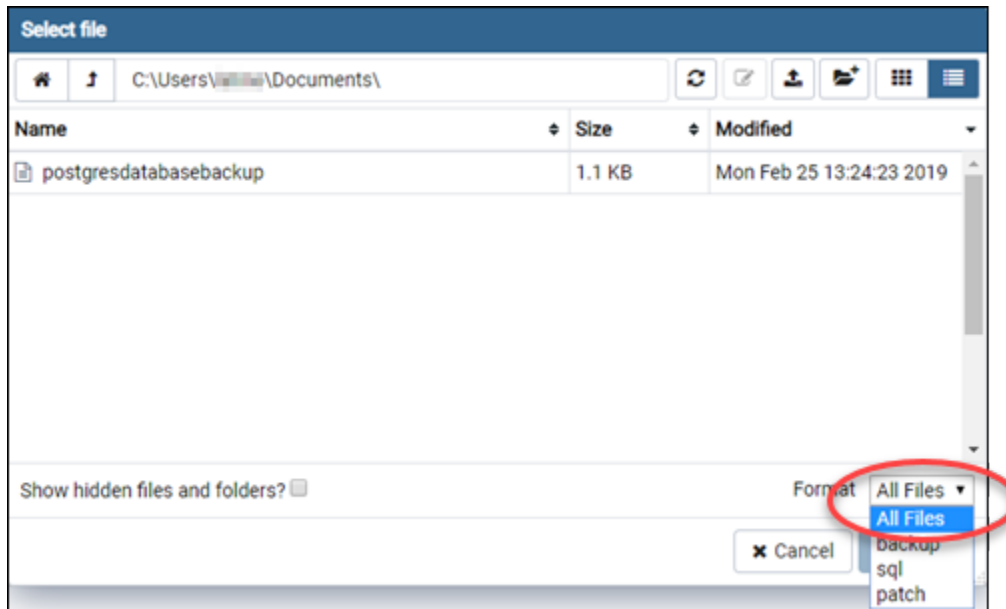 Select file
C:\Users\ \Documents\
Name Size Modified
postgresdatabasebackup 1.1 KB Mon Feb 25 13:24:23 2019
Show hidden files and folders? Format All Files
All Files
Cancel backup
sql
patch